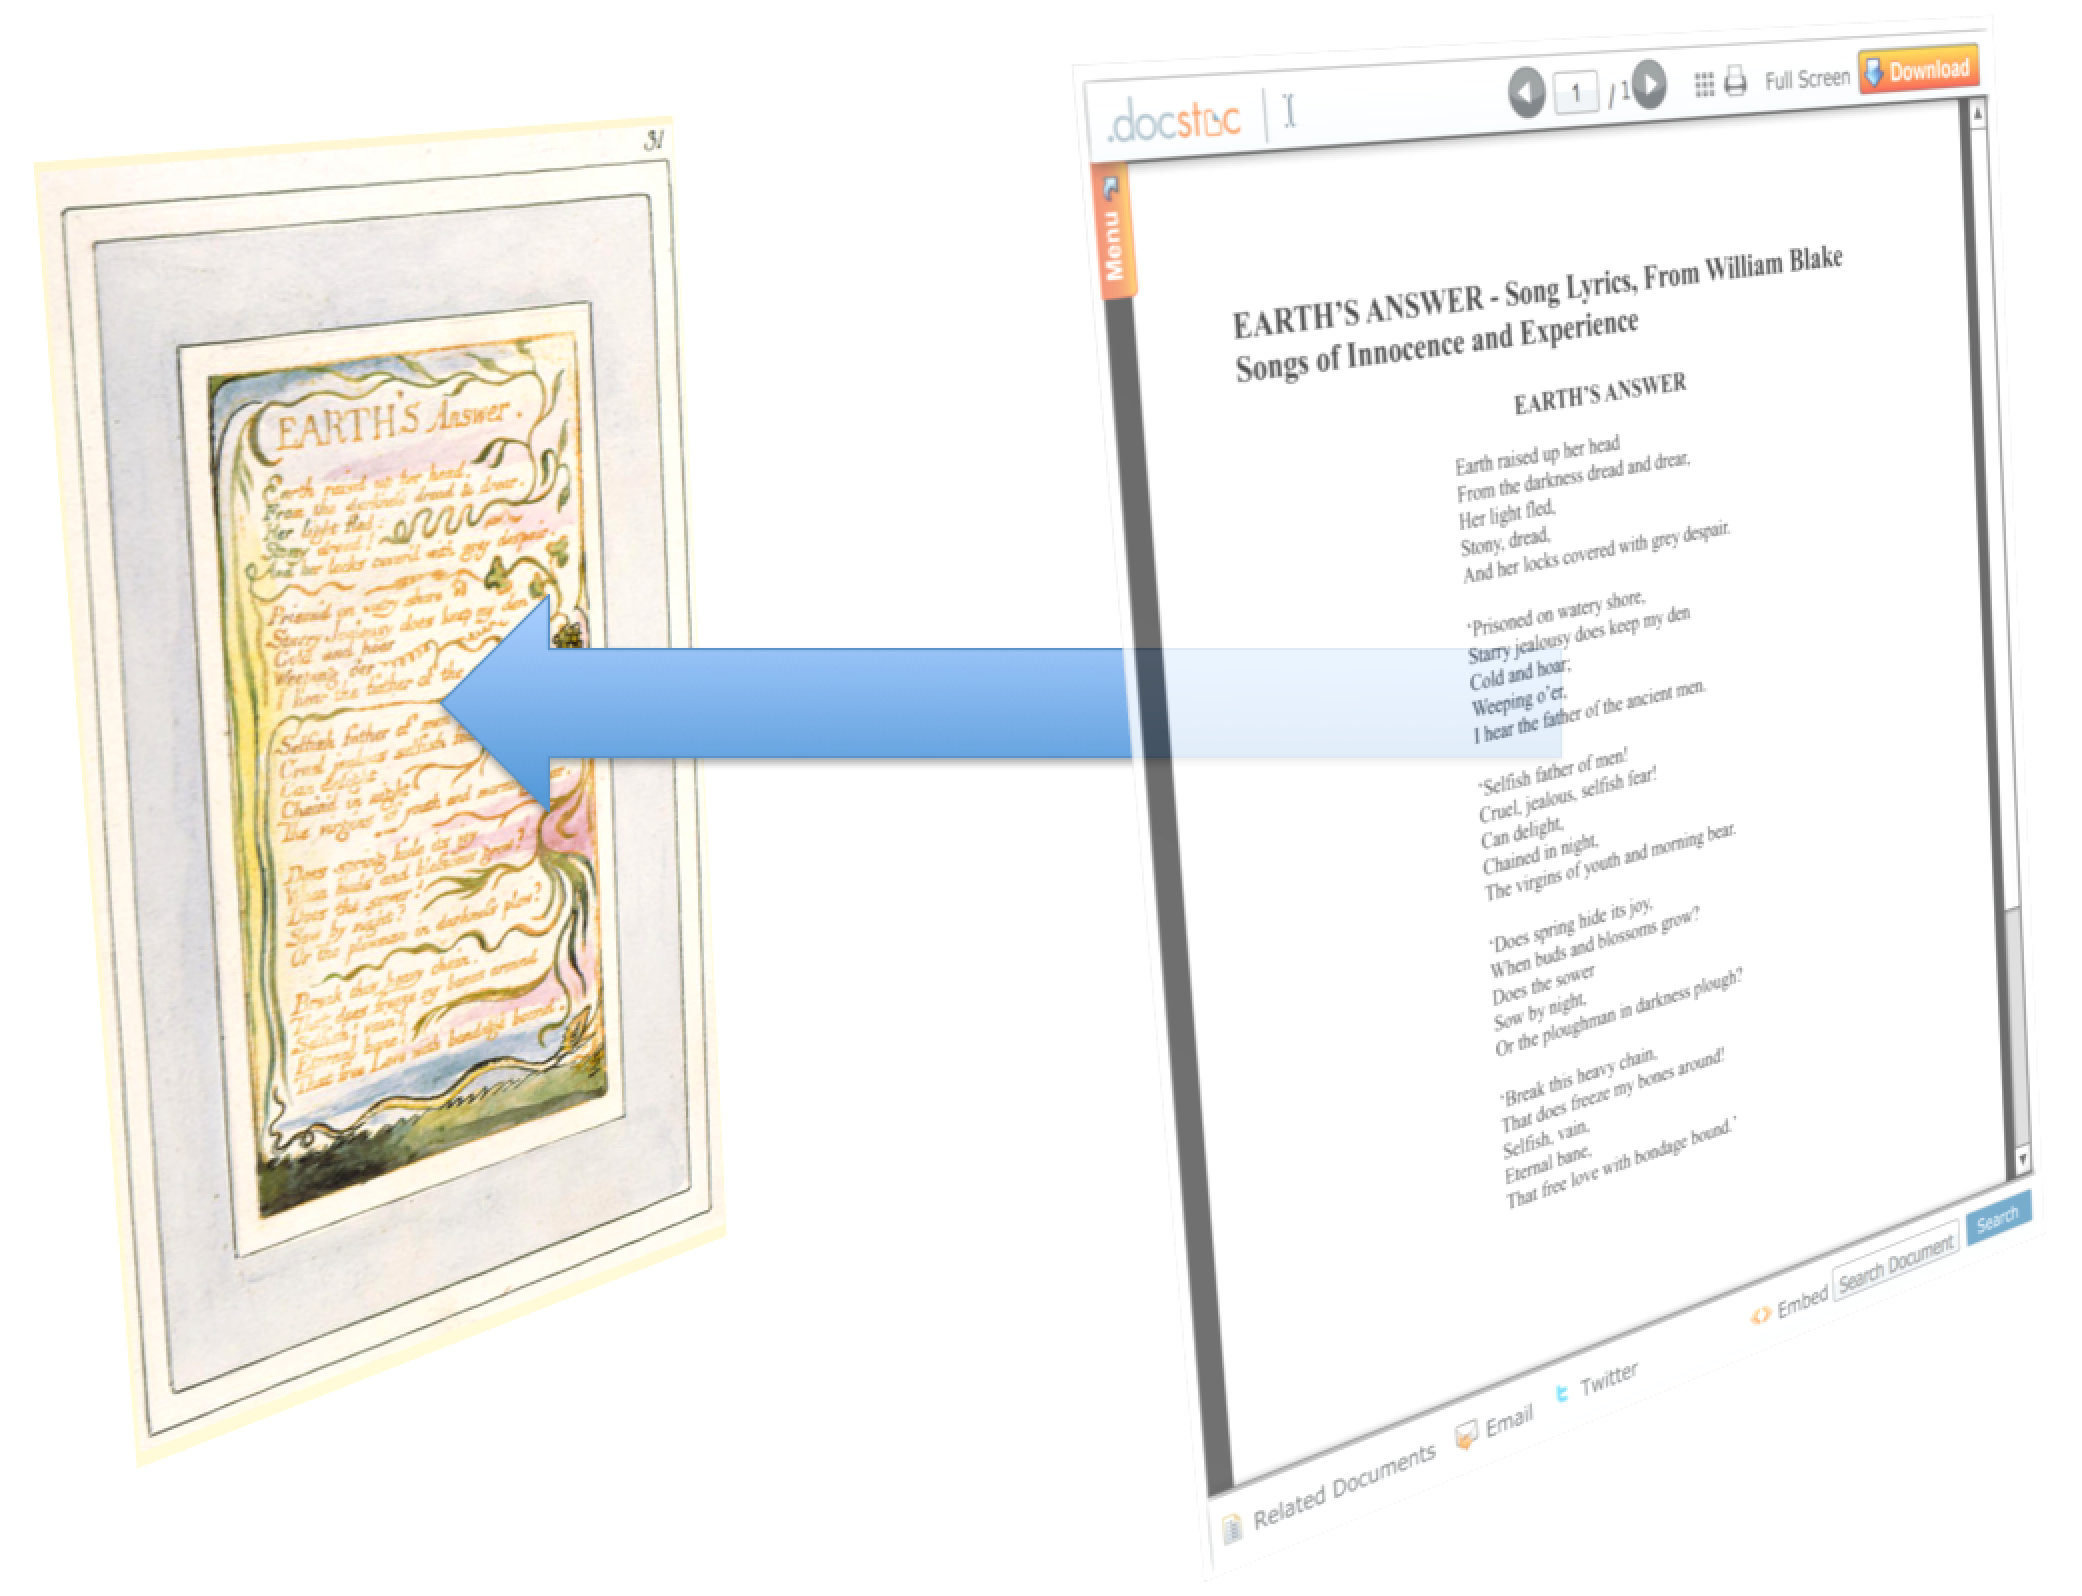 31
EARTH'S Answer.
Earth raisd up her head,
From the darkness dread & drear.
Her light fled:
Stony dread!
And her locks cover'd with grey despair.
Prison'd on watry shore
Starry Jealousy does keep my den
Cold and hoar
Weeping o'er
I hear the father of the
Selfish father of men
Cruel jealous selfish
Can delight
Chain'd in night
The virgins of youth and
Does spring hide its joy
When buds and blossoms grow?
Does the sower?
Sow by night?
Or the plowman in darkness plow?
Break this heavy chain.
That does freeze my bones around
Selfish! vain!
Eternal bane!
That free Love with bondage bound.
.docstoc
1 / 1
Full Screen
Download
Menu
EARTH'S ANSWER - Song Lyrics, From William Blake
Songs of Innocence and Experience
EARTH'S ANSWER
Earth raised up her head
From the darkness dread and drear,
Her light fled,
Stony, dread,
And her locks covered with grey despair.
‘Prisoned on watery shore,
Starry jealousy does keep my den
Cold and hoar;
Weeping o'er,
I hear the father of the ancient men.
‘Selfish father of men!
Cruel, jealous, selfish fear!
Can delight,
Chained in night,
The virgins of youth and morning bear.
‘Does spring hide its joy,
When buds and blossoms grow?
Does the sower
Sow by night,
Or the ploughman in darkness plough?
‘Break this heavy chain,
That does freeze my bones around!
Selfish, vain,
Eternal bane,
That free love with bondage bound.’
Related Documents
Email
Twitter
Embed
Search Document
Search